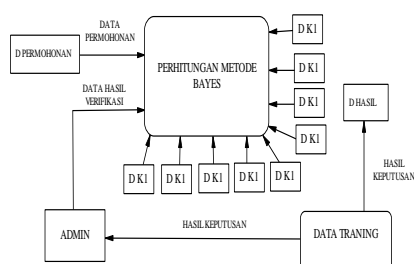 DATA
PERMOHONAN
D PERMOHONAN
DATA HASIL
VERIFIKASI
PERHITUNGAN METODE
BAYES
D K1
D K1
D K1
D K1
D K1
D K1
D K1
D K1
D K1
D HASIL
HASIL
KEPUTUSAN
ADMIN
HASIL KEPUTUSAN
DATA TRANING